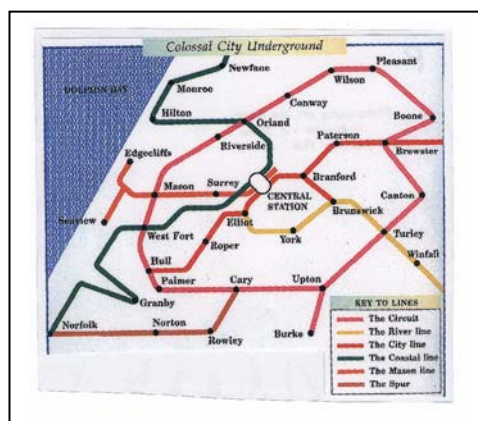 Colossal City Underground
Newfane
Pleasant
Wilson
Monroe
DOLPHIN BAY
Conway
Hilton
Orland
Boone
Riverside
Paterson
Edgecliffs
Brewster
Mason
Surrey
Branford
CENTRAL
STATION
Canton
Seaview
Elliot
Brunswick
West Fort
Roper
York
Turley
Hull
Winfall
Palmer
Cary
Upton
Granby
KEY TO LINES
The Circuit
The River line
The City line
The Coastal line
The Mason line
The Spur
Norfolk
Norton
Rowley
Burke